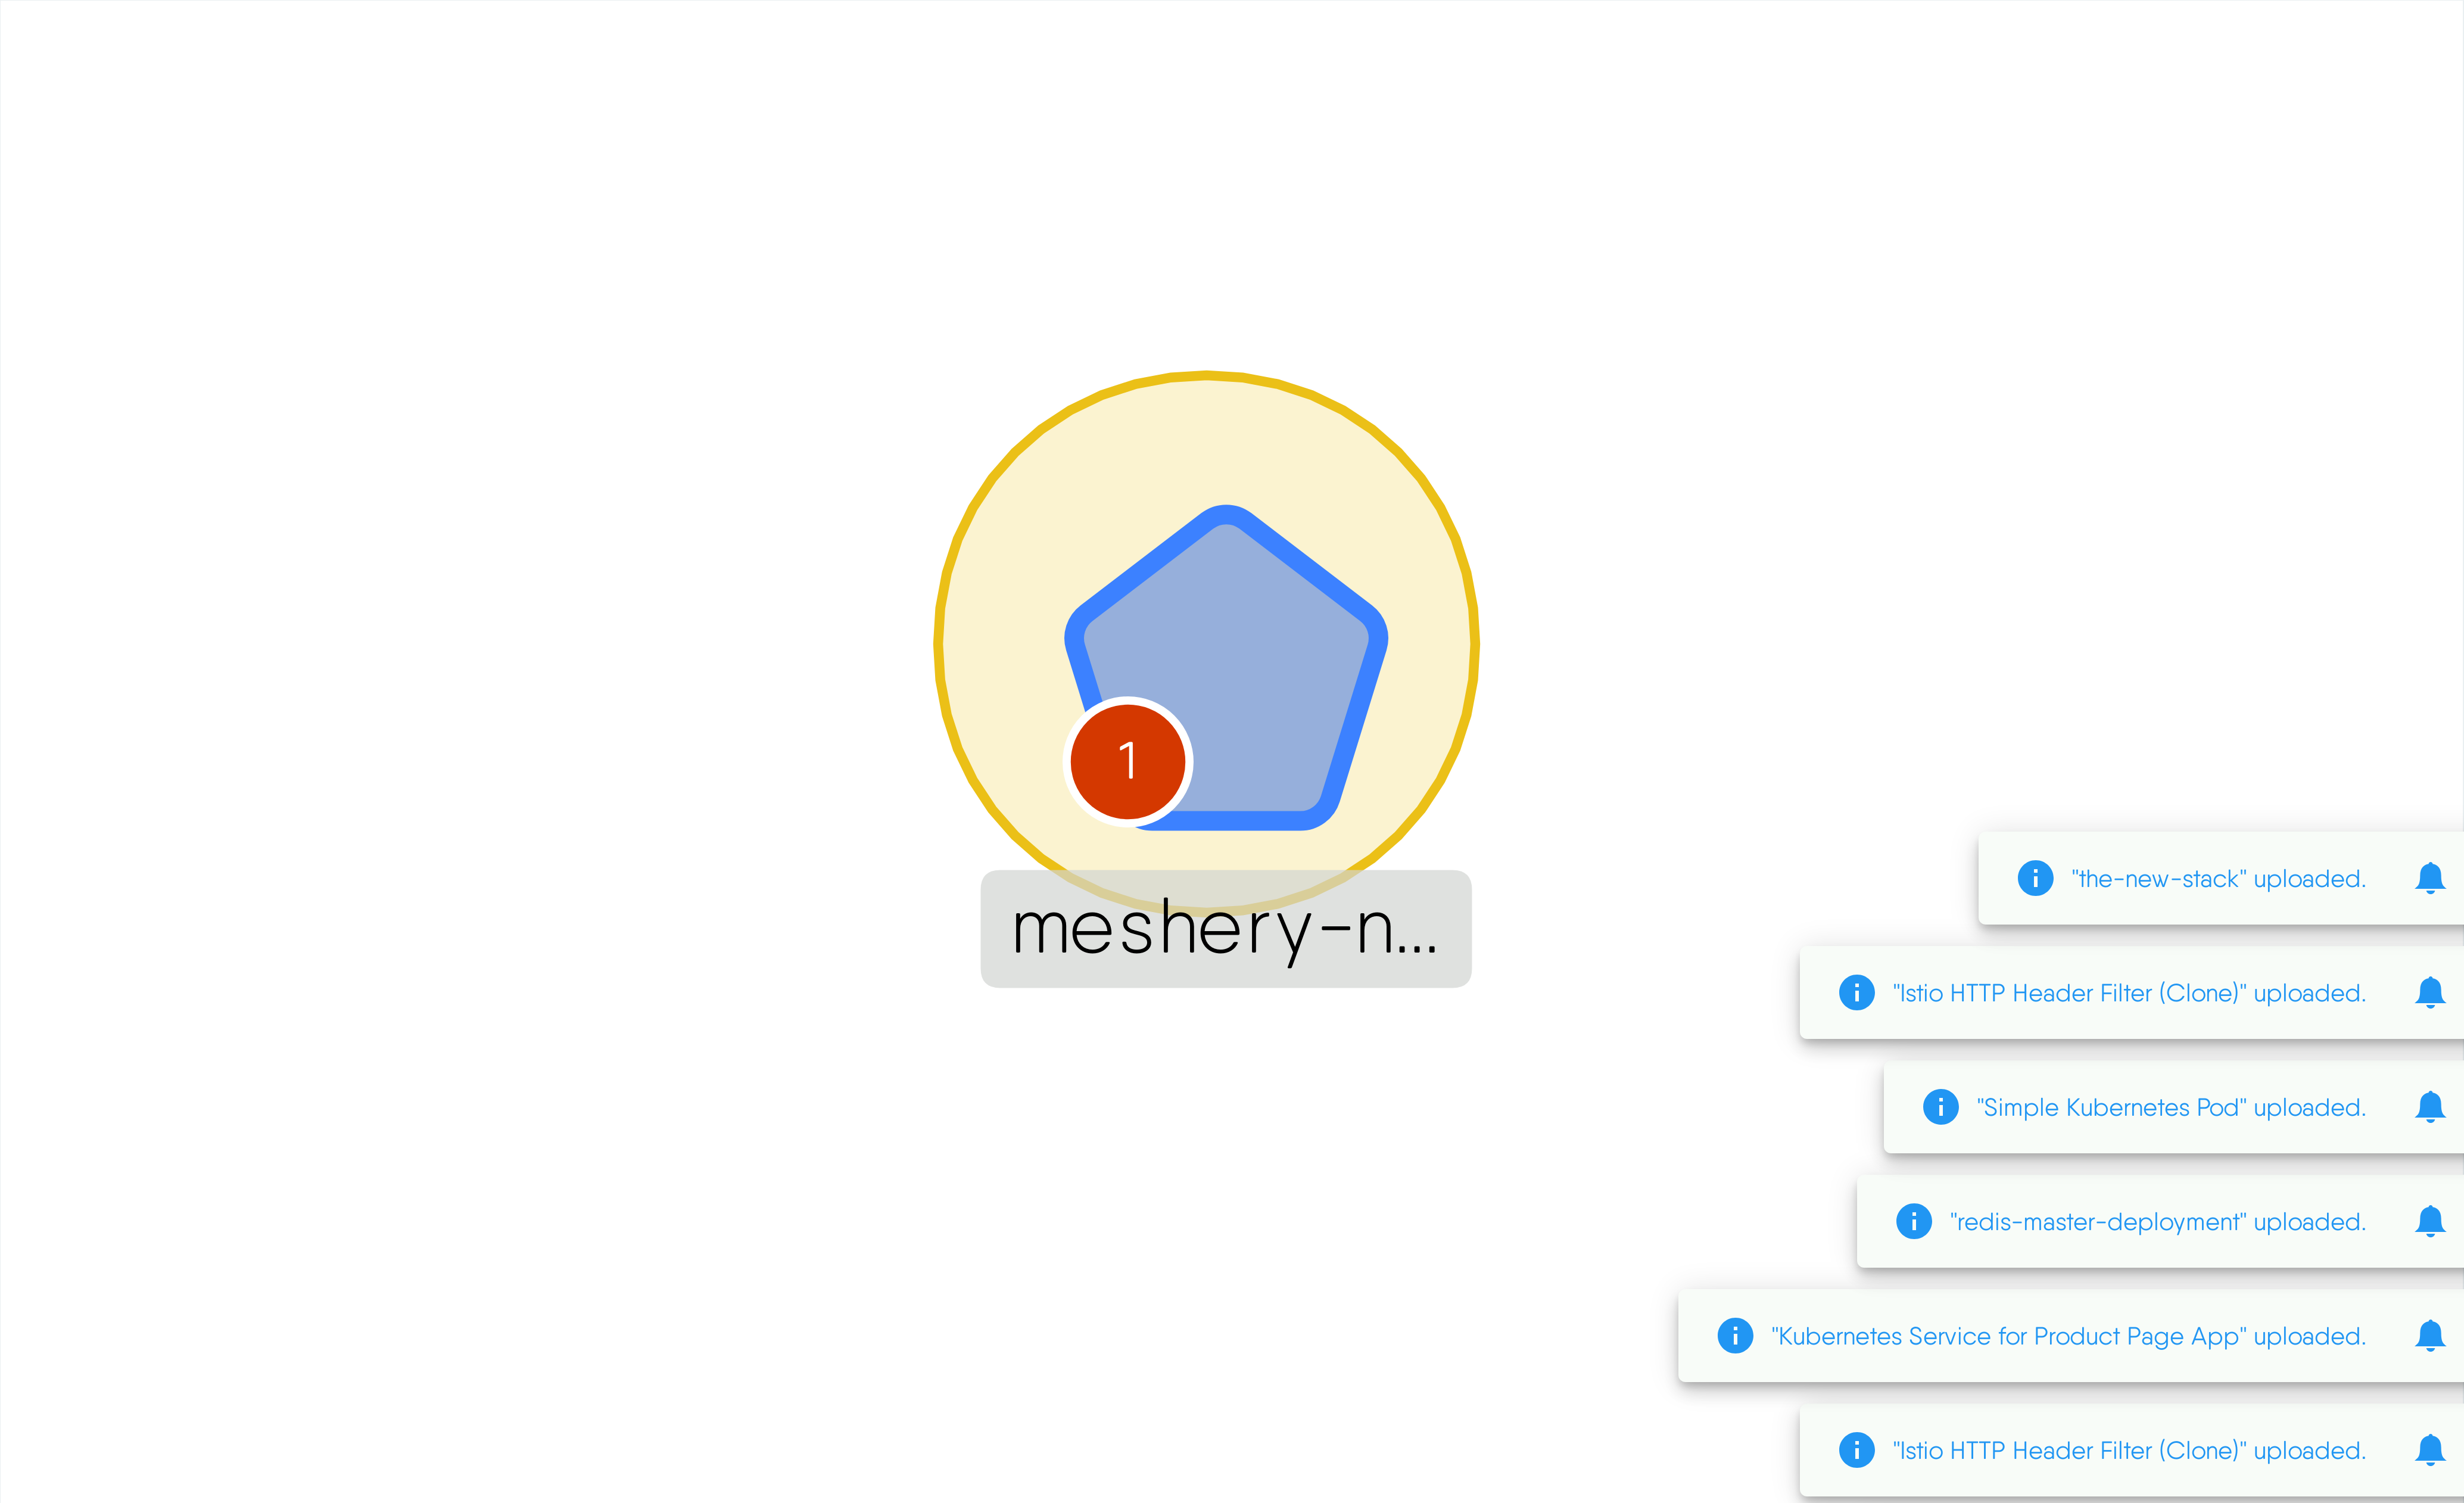 1
meshery-n...
"the-new-stack" uploaded.
"Istio HTTP Header Filter (Clone)" uploaded.
"Simple Kubernetes Pod" uploaded.
"redis-master-deployment" uploaded.
"Kubernetes Service for Product Page App" uploaded.
"Istio HTTP Header Filter (Clone)" uploaded.